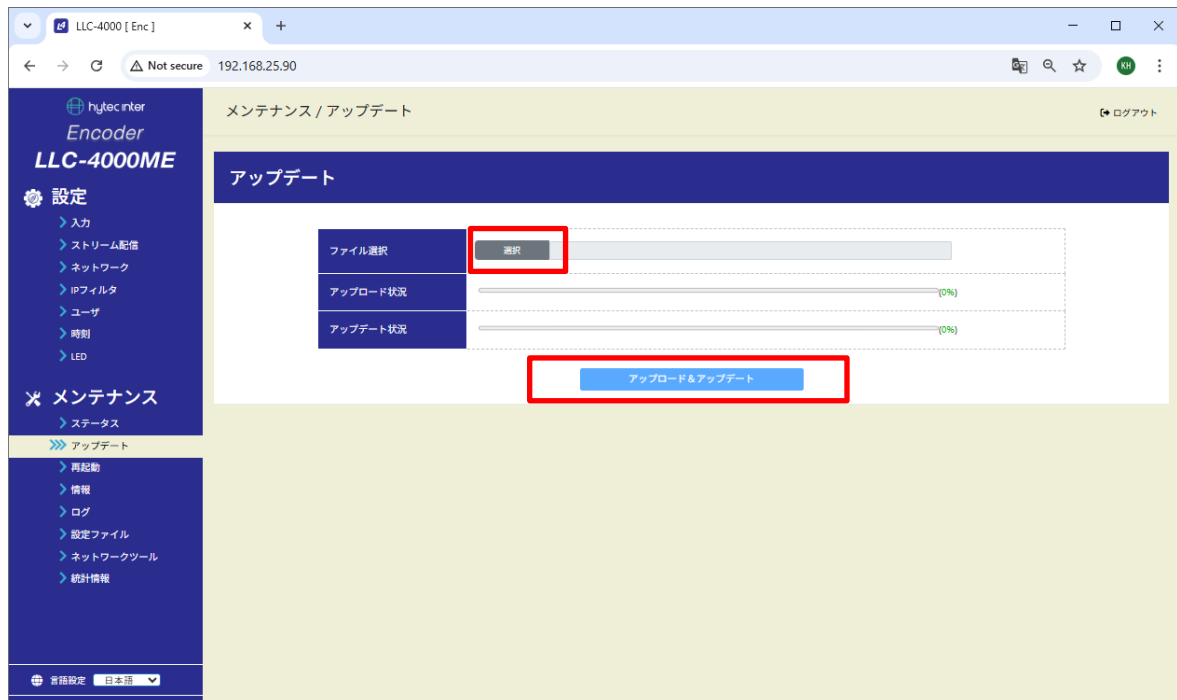 LLC-4000 [ Enc ]
Not secure 192.168.25.90
KH
hytec inter
Encoder
LLC-4000ME
設定
入力
ストリーム配信
ネットワーク
IPフィルタ
ユーザ
時刻
LED
メンテナンス
ステータス
アップデート
再起動
情報
ログ
設定ファイル
ネットワークツール
統計情報
言語設定 日本語
メンテナンス / アップデート
ログアウト
アップデート
ファイル選択 選択
アップロード状況 (0%)
アップデート状況 (0%)
アップロード＆アップデート